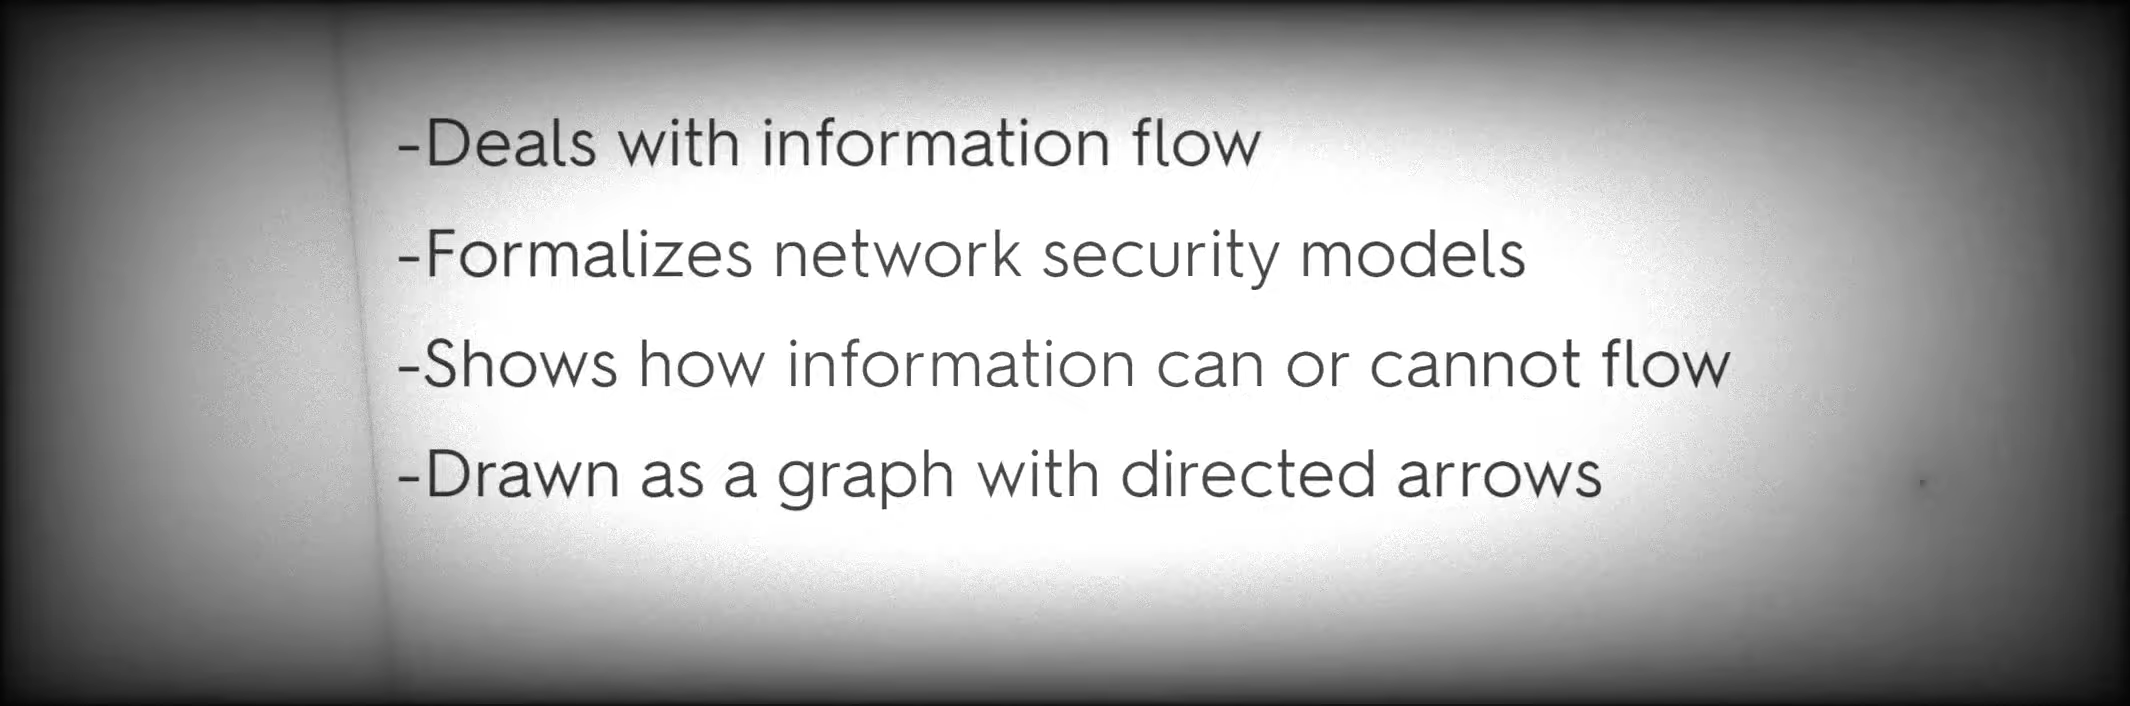 -Deals with information flow
-Formalizes network security models
-Shows how information can or cannot flow
-Drawn as a graph with directed arrows